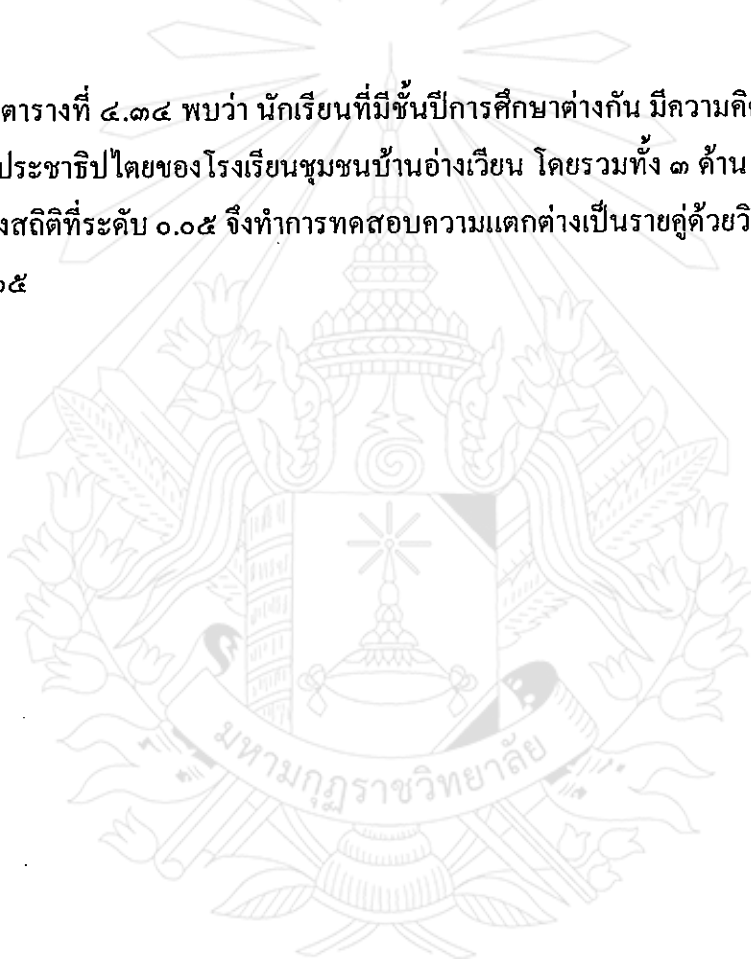 ตารางที่ ๔.๓๔ พบว่า นักเรียนที่มีชั้นปีการศึกษาต่างกัน มีความคิด
ประชาธิปไตยของโรงเรียนชุมชนบ้านอ่างเวียน โดยรวมทั้ง ๓ ด้าน
งสถิติที่ระดับ ๐.๐๕ จึงทำการทดสอบความแตกต่างเป็นรายคู่ด้วยวิ
๐๕
มหามกุฏราชวิทยาลัย